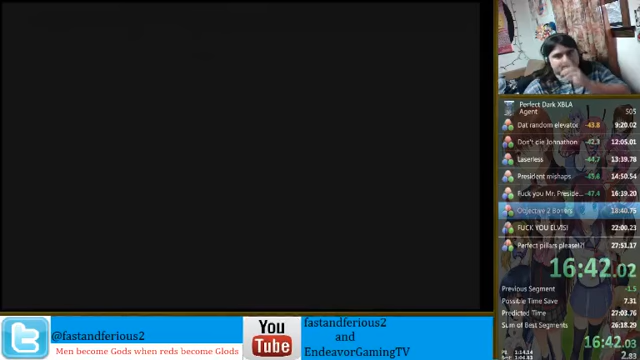 Perfect Dark XBLA
Agent 505
Dat random elevator -43.8 9:20.02
Don't die Jonnathon -42.3 12:05.01
Laserless -44.7 13:39.78
President mishaps 14:50.54
Fuck you Mr. Preside... -47.4 16:39.20
Objective 2 Boxers 18:40.75
FUCK YOU ELVIS! 22:00.23
Perfect pillars please!?! 27:51.17
16:42.02
Previous Segment -1.5
Possible Time Save 7.31
Predicted Time 27:03.76
Sum of Best Segments 26:18.29
16:42.03
2.83
@fastandferious2
Men become Gods when reds become Glods
You Tube
fastandferious2
and
EndeavorGamingTV